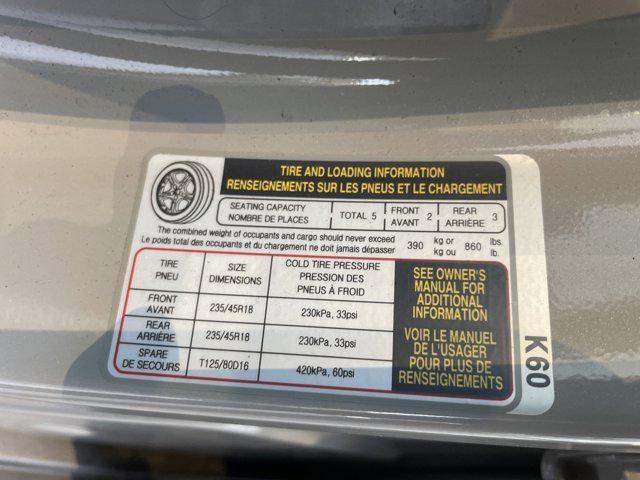 TIRE AND LOADING INFORMATION
RENSEIGNEMENTS SUR LES PNEUS ET LE CHARGEMENT
SEATING CAPACITY
NOMBRE DE PLACES
TOTAL 5
FRONT
AVANT 2
REAR
ARRIÈRE 3
The combined weight of occupants and cargo should never exceed
Le poids total des occupants et du chargement ne doit jamais dépasser
390 kg or
kg ou
860 lbs.
lb.
TIRE
PNEU
SIZE
DIMENSIONS
COLD TIRE PRESSURE
PRESSION DES
PNEUS À FROID
FRONT
AVANT
235/45R18
230kPa, 33psi
REAR
ARRIÈRE
235/45R18
230kPa, 33psi
SPARE
DE SECOURS
T125/80D16
420kPa, 60psi
SEE OWNER'S
MANUAL FOR
ADDITIONAL
INFORMATION
VOIR LE MANUEL
DE L'USAGER
POUR PLUS DE
RENSEIGNEMENTS
K60